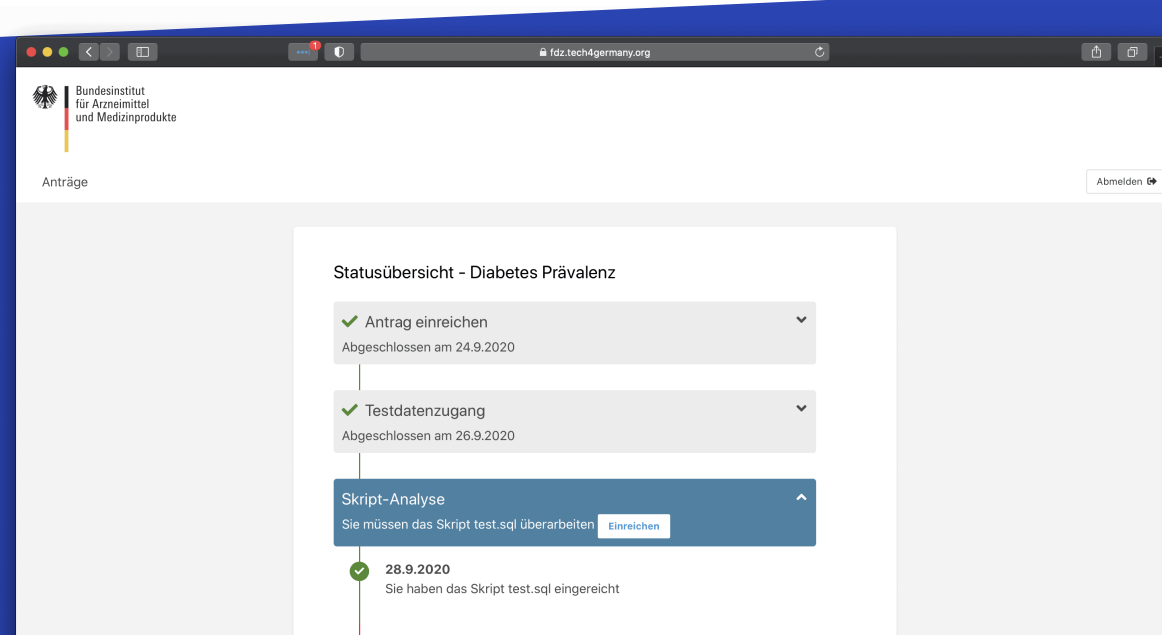 1
fdz.tech4germany.org
Bundesinstitut
für Arzneimittel
und Medizinprodukte
Anträge
Abmelden
Statusübersicht - Diabetes Prävalenz
Antrag einreichen
Abgeschlossen am 24.9.2020
Testdatenzugang
Abgeschlossen am 26.9.2020
Skript-Analyse
Sie müssen das Skript test.sql überarbeiten Einreichen
28.9.2020
Sie haben das Skript test.sql eingereicht